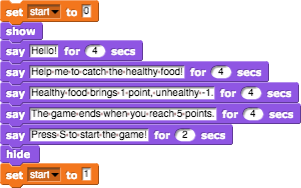 set start to 0
show
say Hello! for 4 secs
say Help·me·to·catch·the·healthy·food! for 4 secs
say Healthy·food·brings·1·point,·unhealthy·-1. for 4 secs
say The·game·ends·when·you·reach·5·points. for 4 secs
say Press·S·to·start·the·game! for 2 secs
hide
set start to 1